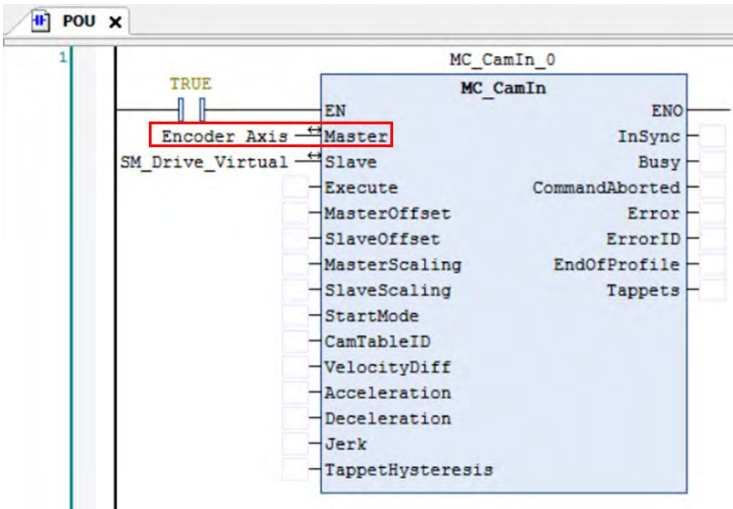 POU
1
MC_CamIn_0
TRUE
MC_CamIn
EN ENO
Encoder Axis Master InSync
SM_Drive_Virtual Slave Busy
Execute CommandAborted
MasterOffset Error
SlaveOffset ErrorID
MasterScaling EndOfProfile
SlaveScaling Tappets
StartMode
CamTableID
VelocityDiff
Acceleration
Deceleration
Jerk
TappetHysteresis